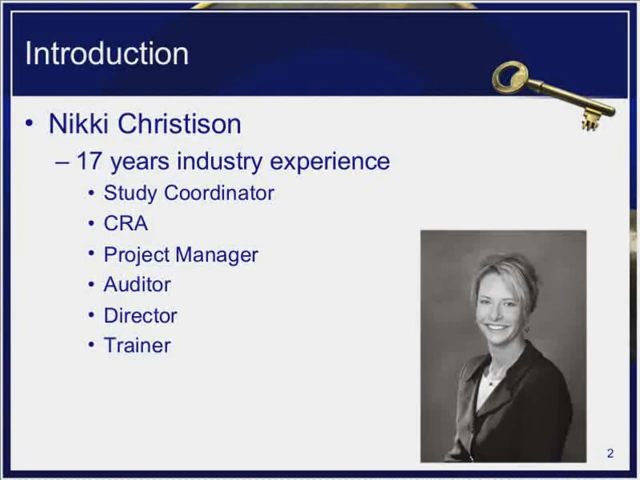 Introduction
• Nikki Christison
– 17 years industry experience
• Study Coordinator
• CRA
• Project Manager
• Auditor
• Director
• Trainer
2